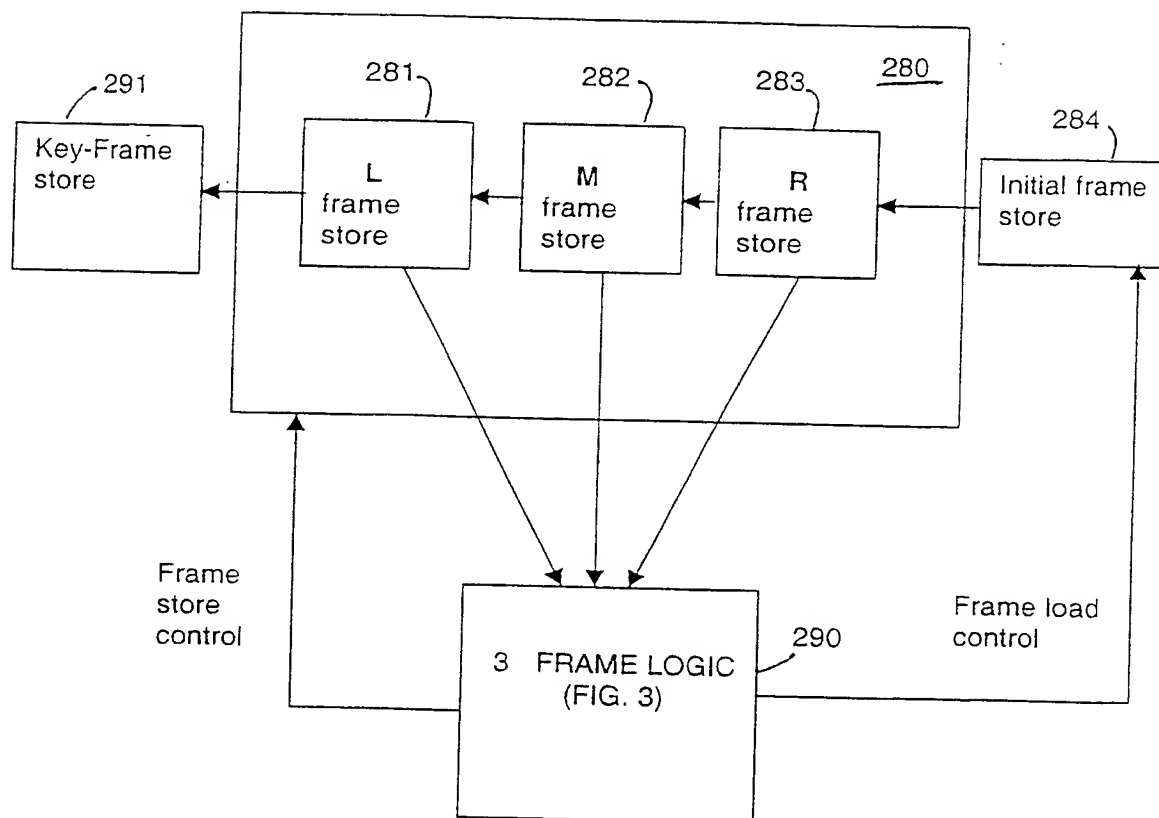 291
281
282
283
280
284
Key-Frame
store
L
frame
store
M
frame
store
R
frame
store
Initial frame
store
Frame
store
control
3 FRAME LOGIC
(FIG. 3)
290
Frame load
control